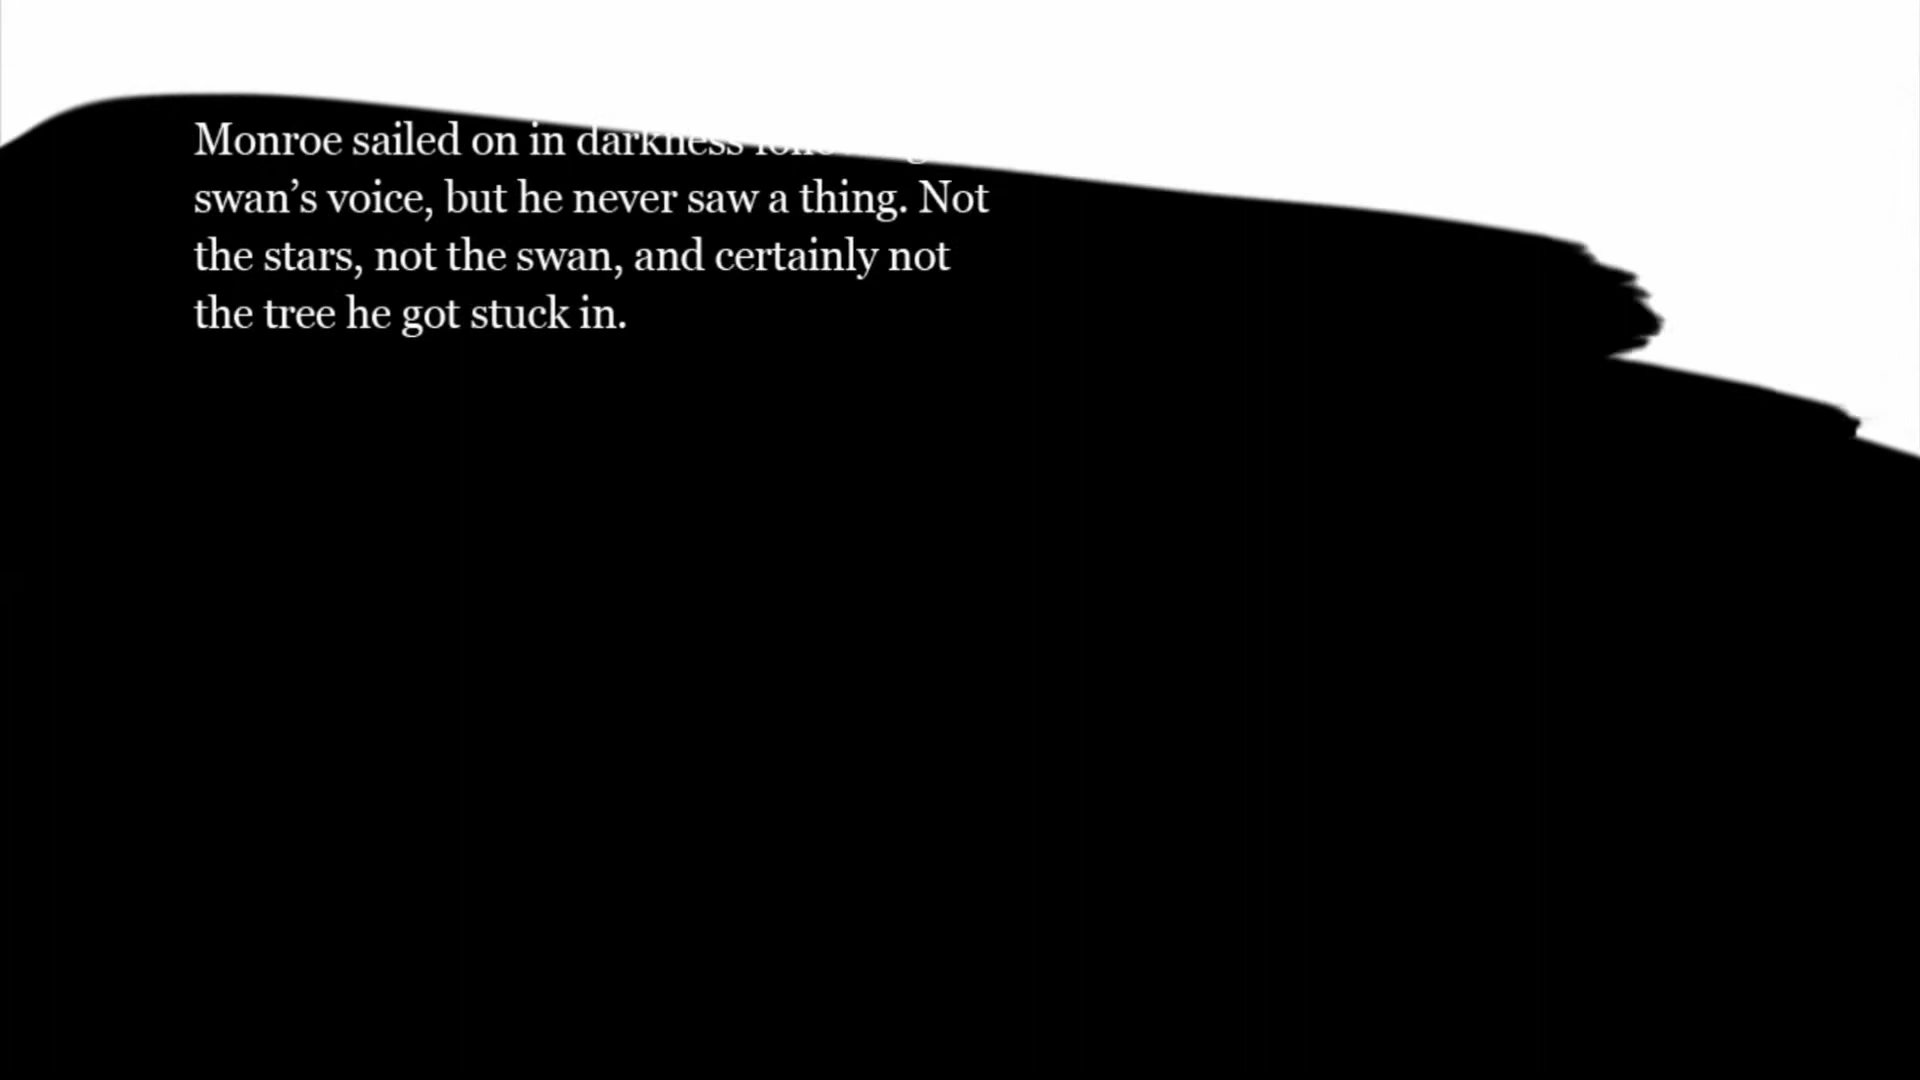 Monroe sailed on in darkness following
swan’s voice, but he never saw a thing. Not
the stars, not the swan, and certainly not
the tree he got stuck in.